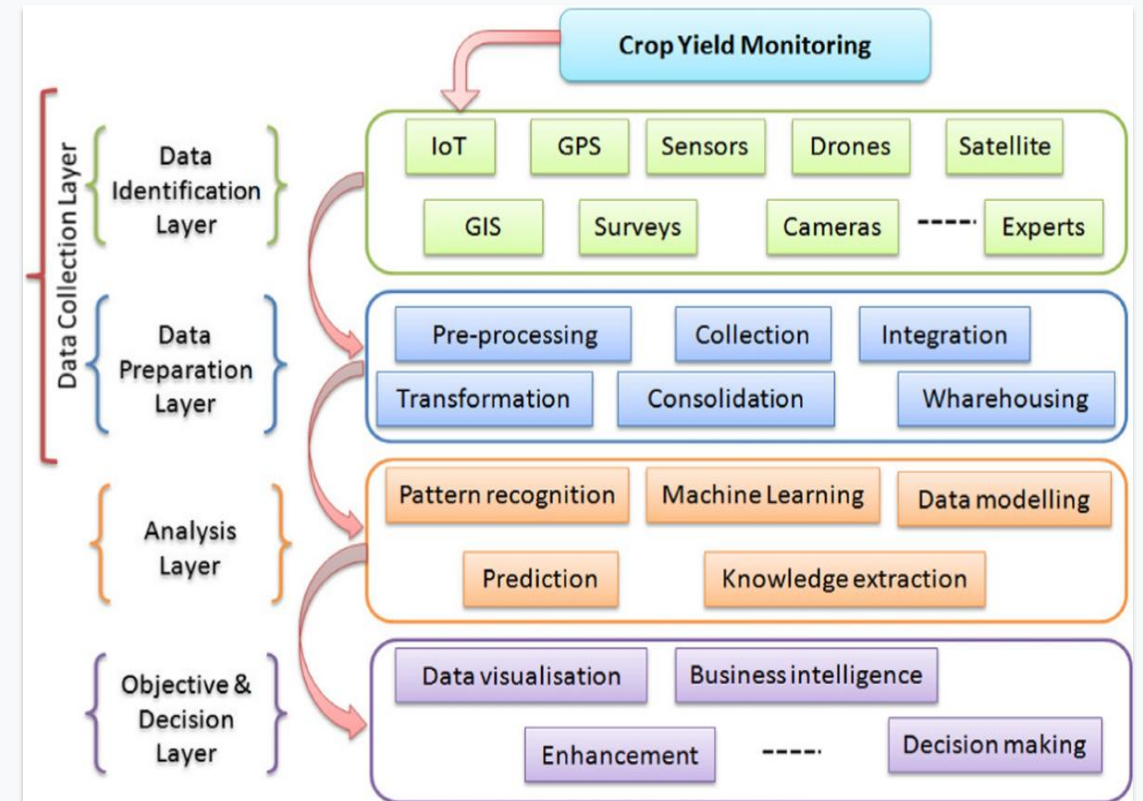 Crop Yield Monitoring
Data Collection Layer
Data
Identification
Layer
IoT
GPS
Sensors
Drones
Satellite
GIS
Surveys
Cameras
Experts
Data
Preparation
Layer
Pre-processing
Collection
Integration
Transformation
Consolidation
Wharehousing
Analysis
Layer
Pattern recognition
Machine Learning
Data modelling
Prediction
Knowledge extraction
Objective &
Decision
Layer
Data visualisation
Business intelligence
Enhancement
Decision making